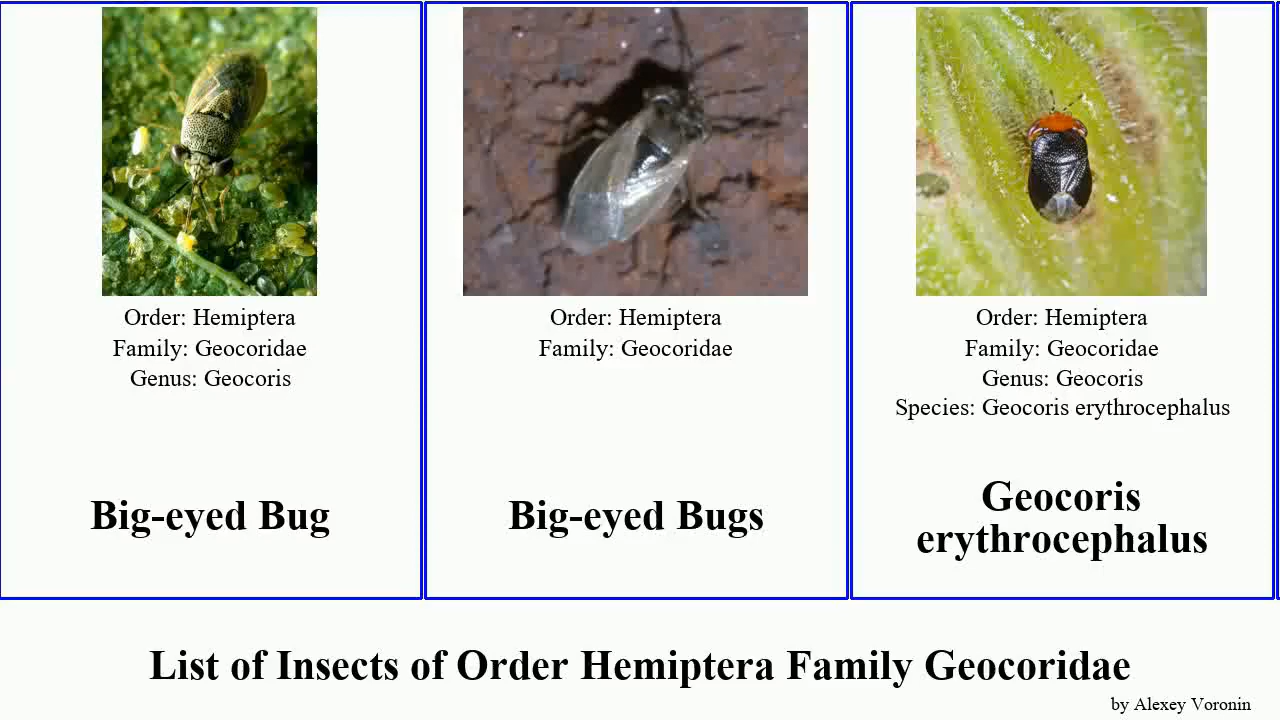 Order: Hemiptera
Family: Geocoridae
Genus: Geocoris
Big-eyed Bug
Order: Hemiptera
Family: Geocoridae
Big-eyed Bugs
Order: Hemiptera
Family: Geocoridae
Genus: Geocoris
Species: Geocoris erythrocephalus
Geocoris
erythrocephalus
List of Insects of Order Hemiptera Family Geocoridae
by Alexey Voronin